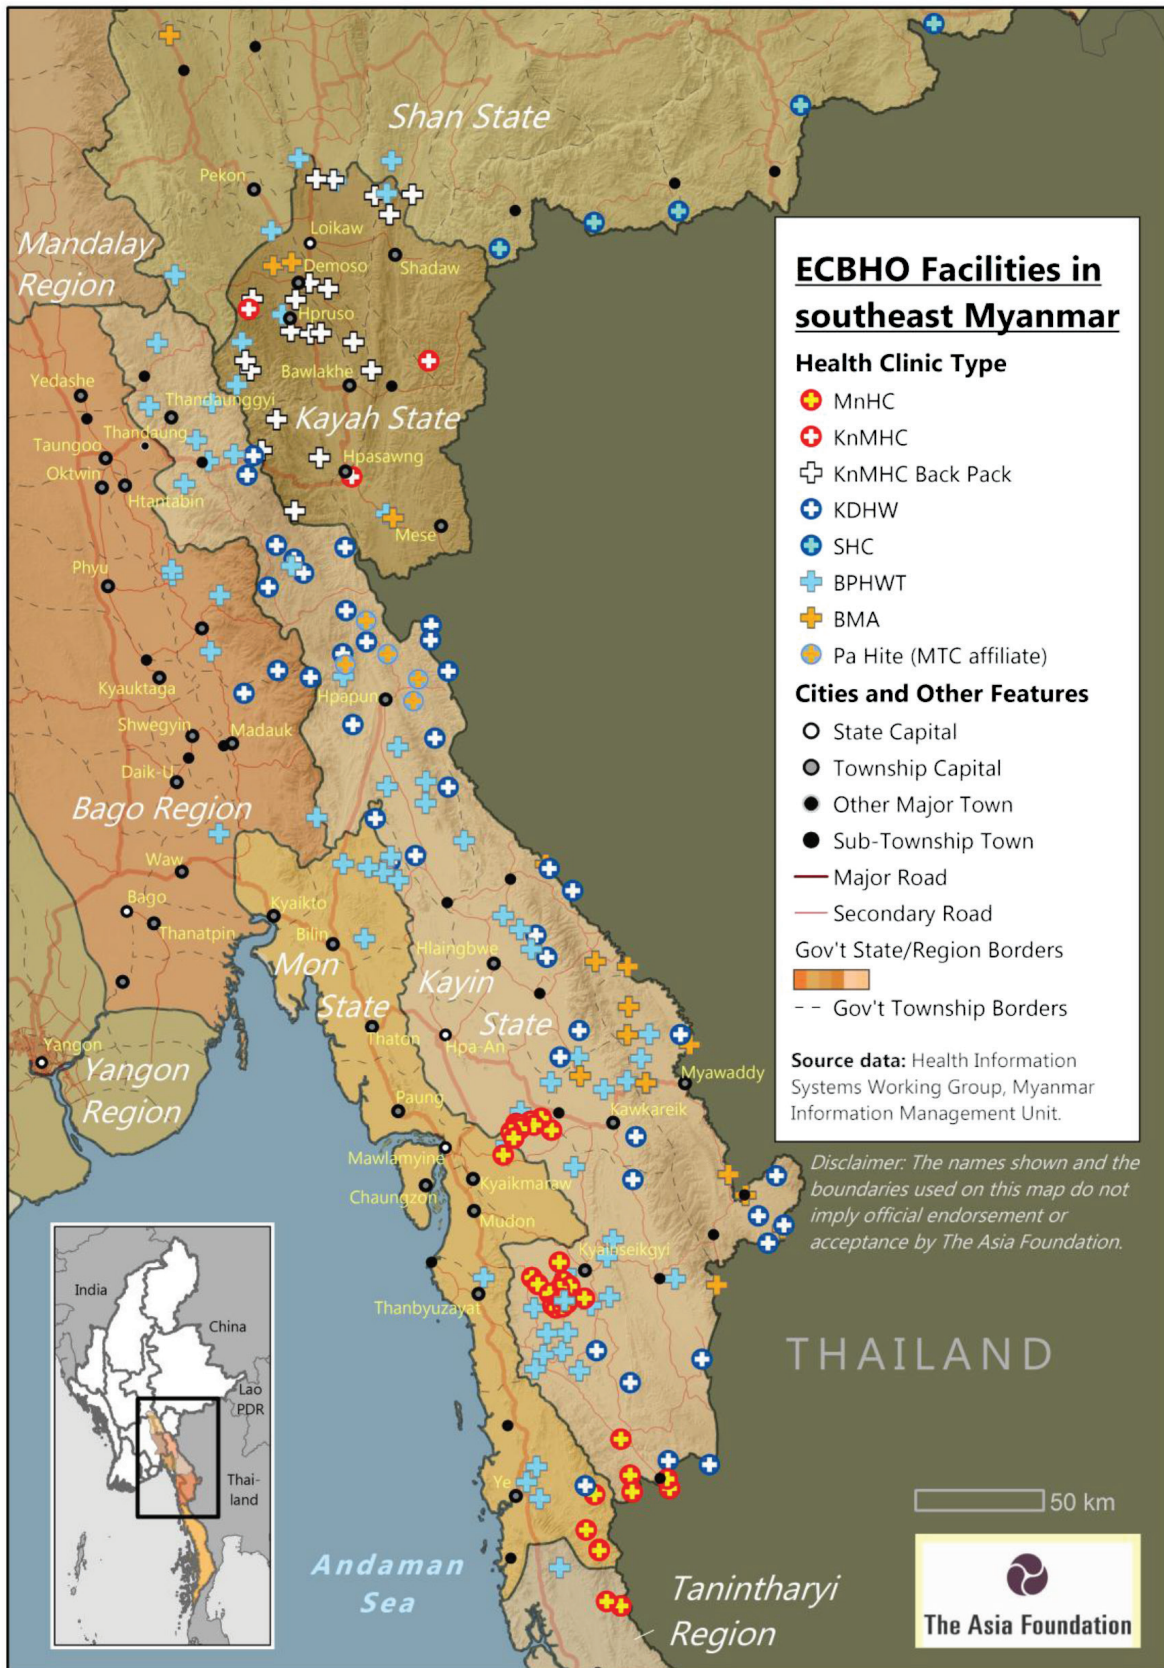 Shan State
Pekon
Mandalay
Region
Loikaw
Demoso
Shadaw
Hpruso
Bawlakhe
Yedashe
Thandaunggyi
Kayah State
Thandaung
Taungoo
Oktwin
Htantabin
Hpasawng
Mese
Phyu
Kyauktaga
Hpapun
Shwegyin
Madauk
Daik-U
Bago Region
Waw
Bago
Thanatpin
Kyaikto
Bilin
Mon
State
Hlaingbwe
Kayin
State
Thaton
Hpa-An
Yangon
Yangon
Region
Paung
Myawaddy
Kawkareik
Mawlamyine
Chaungzon
Kyaikmaraw
Mudon
Kyainseikgyi
Thanbyuzayat
Ye
THAILAND
Andaman
Sea
Tanintharyi
Region
ECBHO Facilities in
southeast Myanmar
Health Clinic Type
MnHC
KnMHC
KnMHC Back Pack
KDHW
SHC
BPHWT
BMA
Pa Hite (MTC affiliate)
Cities and Other Features
State Capital
Township Capital
Other Major Town
Sub-Township Town
Major Road
Secondary Road
Gov't State/Region Borders
Gov't Township Borders
Source data: Health Information
Systems Working Group, Myanmar
Information Management Unit.
Disclaimer: The names shown and the
boundaries used on this map do not
imply official endorsement or
acceptance by The Asia Foundation.
India
China
Lao
PDR
Thai-
land
50 km
The Asia Foundation